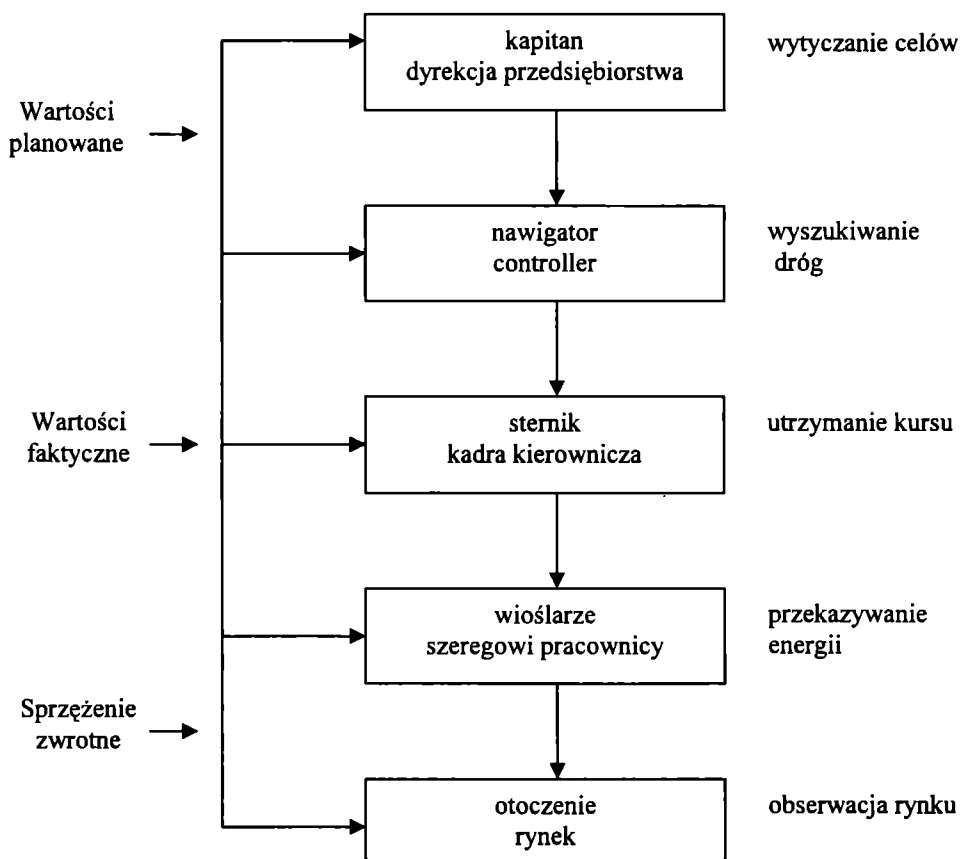 kapitan
dyrekcja przedsiębiorstwa
wytyczanie celów
Wartości
planowane
nawigator
controller
wyszukiwanie
dróg
Wartości
faktyczne
sternik
kadra kierownicza
utrzymanie kursu
wioślarze
szeregowi pracownicy
przekazywanie
energii
Sprzężenie
zwrotne
otoczenie
rynek
obserwacja rynku